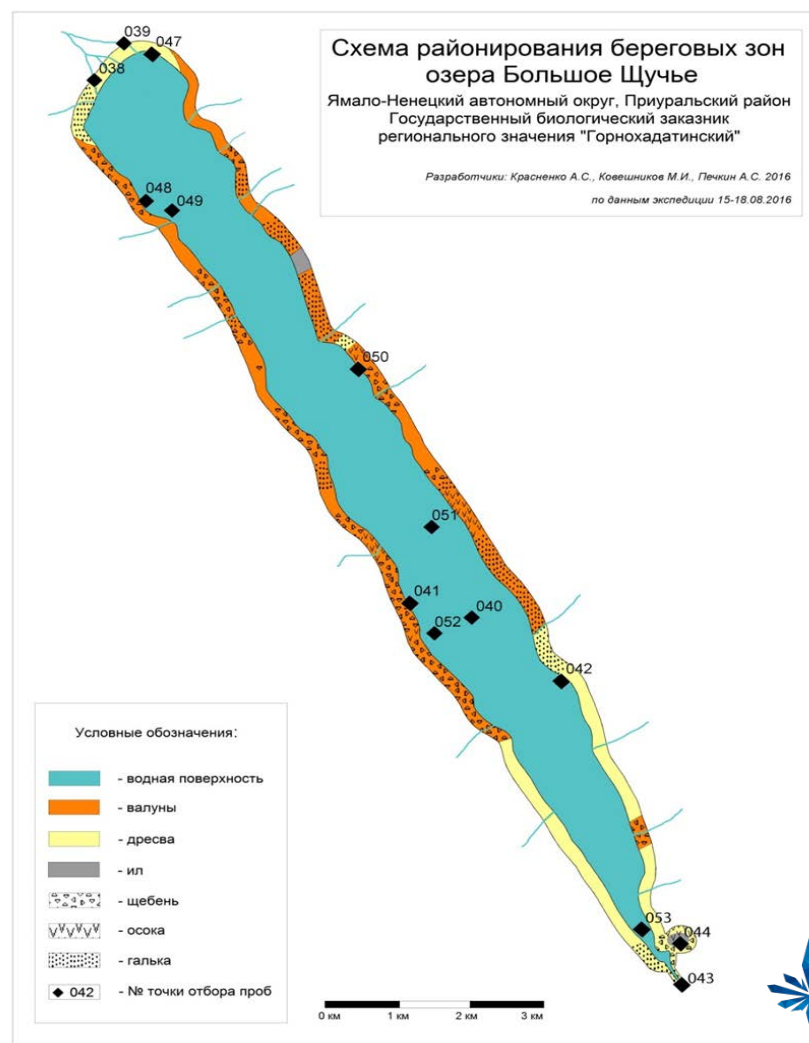 Схема районирования береговых зон
озера Большое Щучье
Ямало-Ненецкий автономный округ, Приуральский район
Государственный биологический заказник
регионального значения "Горнохадатинский"
Разработчики: Красненко А.С., Ковешников М.И., Печкин А.С. 2016
по данным экспедиции 15-18.08.2016
039
047
038
048
049
050
051
041
040
052
042
053
044
043
Условные обозначения:
- водная поверхность
- валуны
- дресва
- ил
- щебень
- осока
- галька
042 - № точки отбора проб
0 км 1 км 2 км 3 км